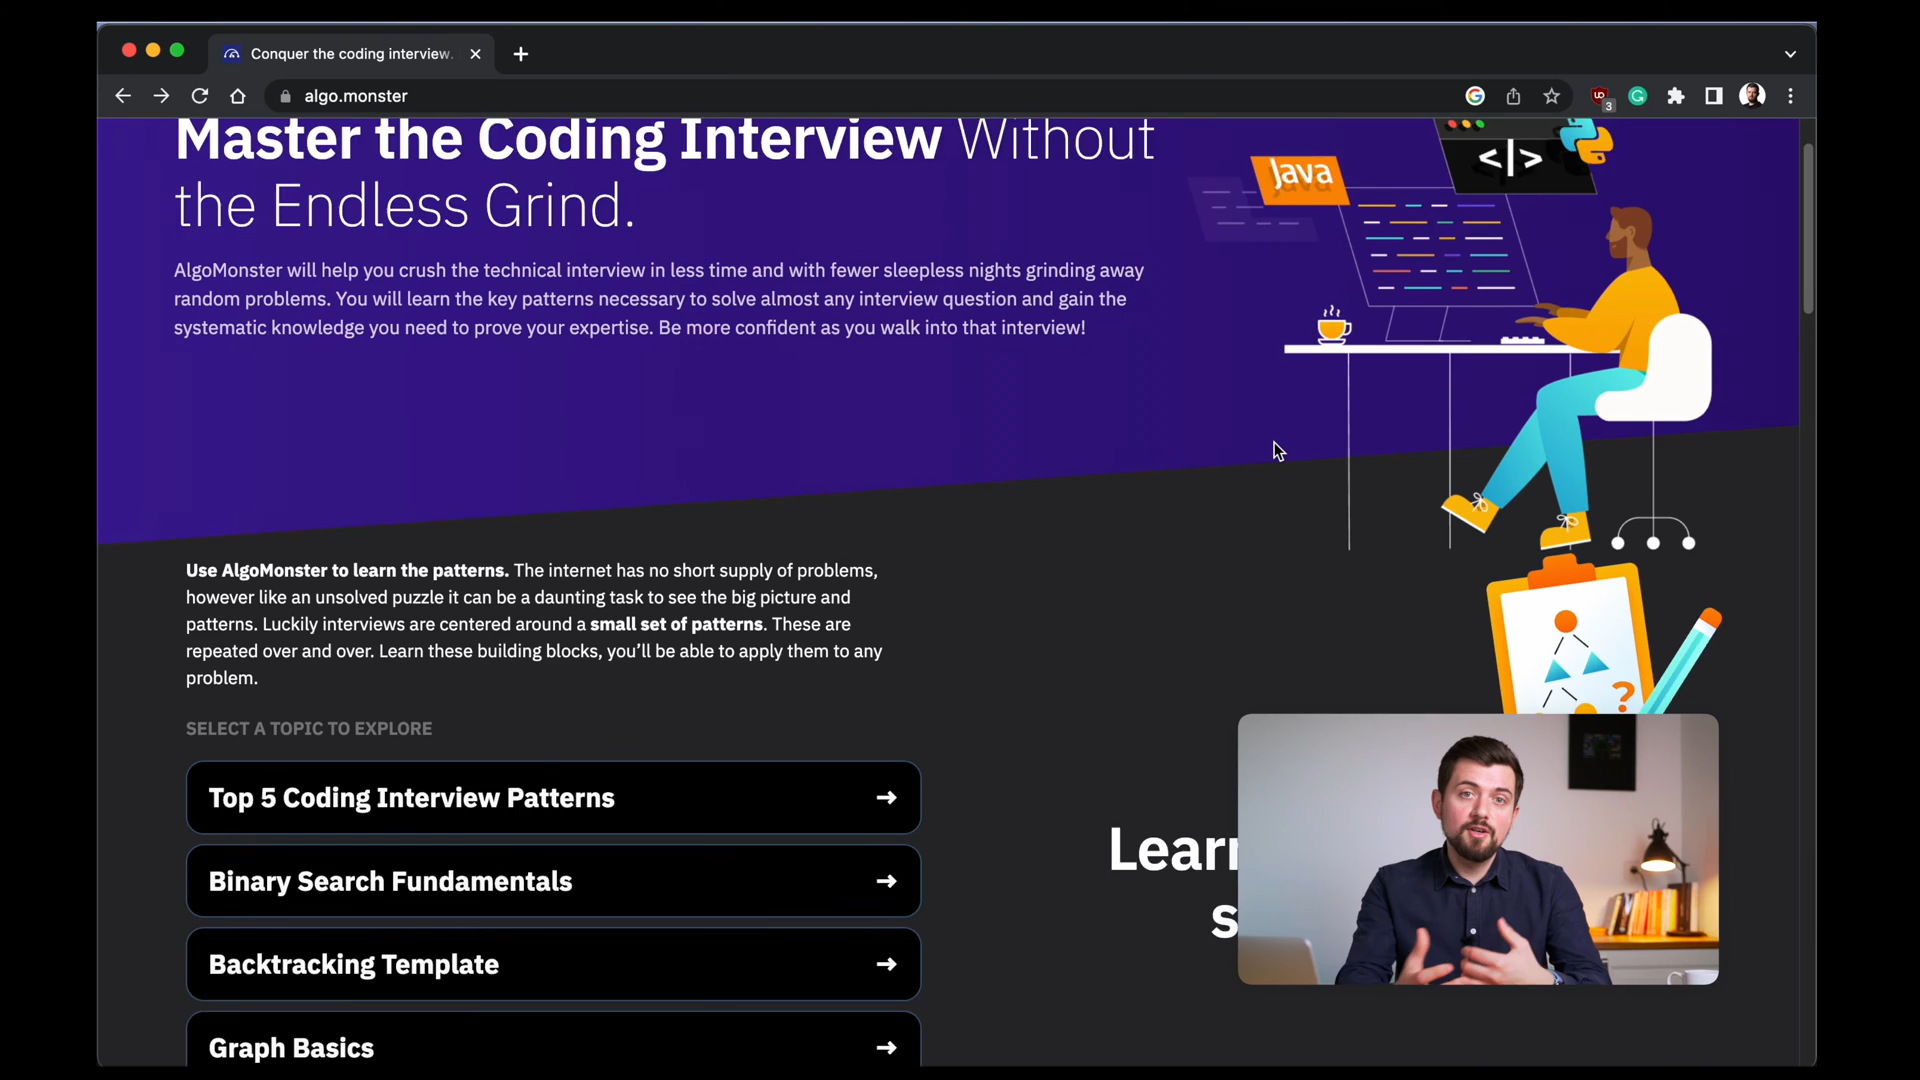 Conquer the coding interview.
algo.monster
3
Master the Coding Interview Without
the Endless Grind.
AlgoMonster will help you crush the technical interview in less time and with fewer sleepless nights grinding away
random problems. You will learn the key patterns necessary to solve almost any interview question and gain the
systematic knowledge you need to prove your expertise. Be more confident as you walk into that interview!
Java
<|>
Use AlgoMonster to learn the patterns. The internet has no short supply of problems,
however like an unsolved puzzle it can be a daunting task to see the big picture and
patterns. Luckily interviews are centered around a small set of patterns. These are
repeated over and over. Learn these building blocks, you’ll be able to apply them to any
problem.
?
SELECT A TOPIC TO EXPLORE
Top 5 Coding Interview Patterns
Binary Search Fundamentals
Backtracking Template
Graph Basics
Learn
s